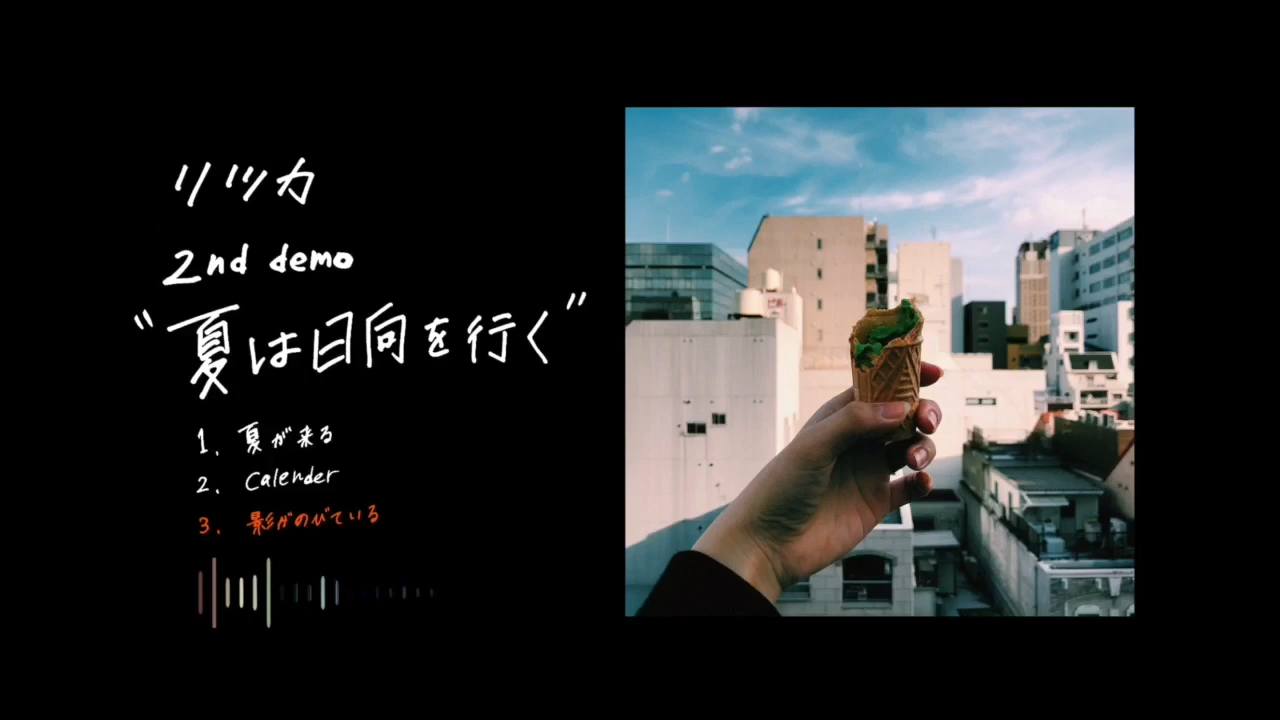 リツカ
2nd demo
“夏は日向を行く”
1. 夏が来る
2. Calender
3. 影がのびている